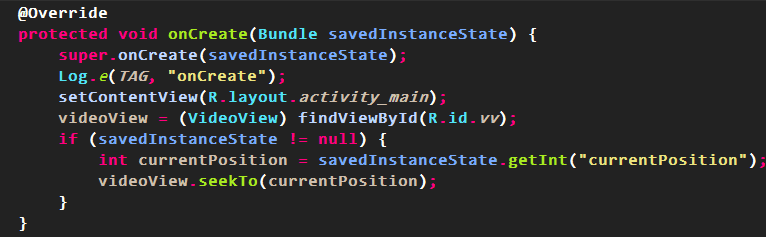 @Override
protected void onCreate(Bundle savedInstanceState) {
super.onCreate(savedInstanceState);
Log.e(TAG, "onCreate");
setContentView(R.layout.activity_main);
videoView = (VideoView) findViewById(R.id.vv);
if (savedInstanceState != null) {
int currentPosition = savedInstanceState.getInt("currentPosition");
videoView.seekTo(currentPosition);
}
}